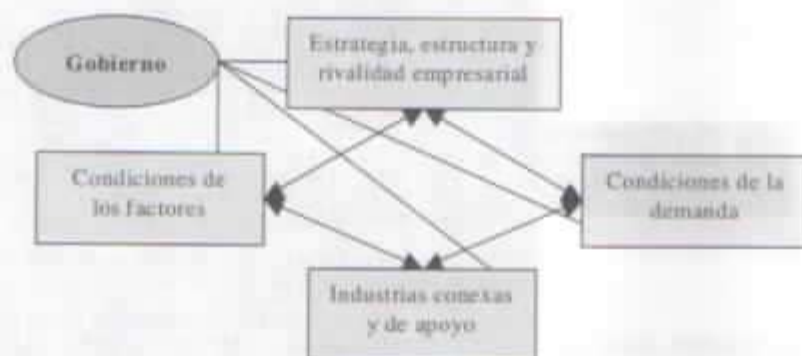 Gobierno
Estrategia, estructura y
rivalidad empresarial
Condiciones de
los factores
Condiciones de la
demanda
Industrias conexas
y de apoyo